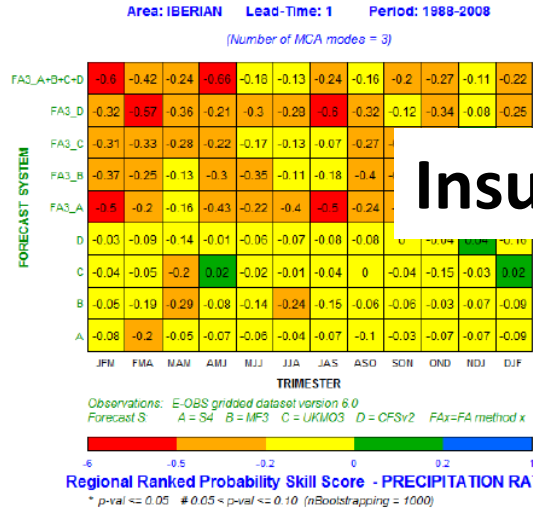 Area: IBERIAN Lead-Time: 1 Period: 1988-2008
(Number of MCA modes = 3)
FORECAST SYSTEM
FA3_A+B+C+D -0.6 -0.42 -0.24 -0.66 -0.18 -0.13 -0.24 -0.16 -0.2 -0.27 -0.11 -0.22
FA3_D -0.32 -0.67 -0.36 -0.21 -0.3 -0.28 -0.6 -0.32 -0.12 -0.34 -0.08 -0.25
FA3_C -0.31 -0.33 -0.28 -0.22 -0.17 -0.13 -0.07 -0.27
FA3_B -0.37 -0.25 -0.13 -0.3 -0.35 -0.11 -0.18 -0.4
Insu
FA3_A -0.5 -0.2 -0.16 -0.43 -0.22 -0.4 -0.5 -0.24
D -0.03 -0.09 -0.14 -0.01 -0.06 -0.07 -0.08 -0.08 0 -0.04 0.04 -0.16
C -0.04 -0.05 -0.2 0.02 -0.02 -0.01 -0.04 0 -0.04 -0.15 -0.03 0.02
B -0.05 -0.19 -0.29 -0.08 -0.14 -0.24 -0.15 -0.06 -0.06 -0.03 -0.07 -0.09
A -0.08 -0.2 -0.05 -0.07 -0.06 -0.04 -0.07 -0.1 -0.03 -0.07 -0.07 -0.09
JFM FMA MAM AMJ MJJ JJA JAS ASO SON OND NDJ DJF
TRIMESTER
Observations: E-OBS gridded dataset version 6.0
Forecast S A = S4 B = MF3 C = UKMO3 D = CFSv2 FAx=FA method x
-6 -0.5 -0.2 0 0.2 1
Regional Ranked Probability Skill Score - PRECIPITATION RA
* p-val <= 0.05 # 0.05 < p-val <= 0.10 (nBootstrapping = 1000)